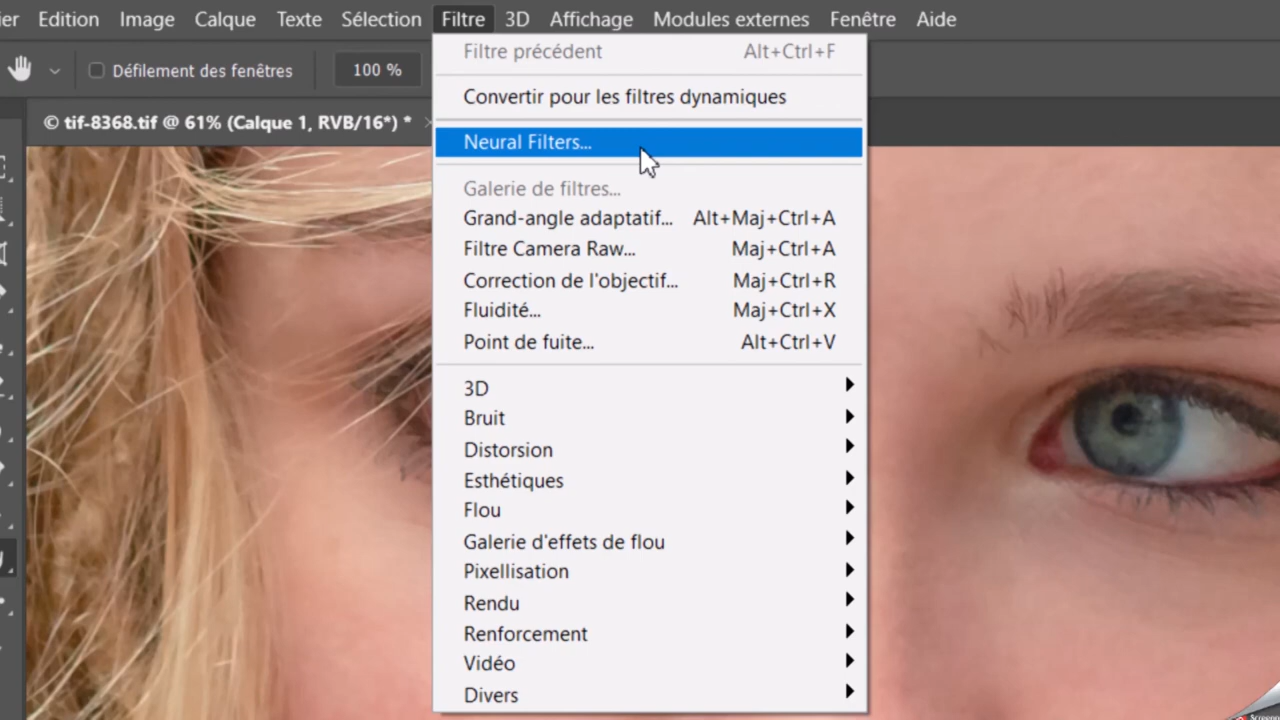 Edition Image Calque Texte Sélection Filtre 3D Affichage Modules externes Fenêtre Aide
Défilement des fenêtres 100 %
© tif-8368.tif @ 61% (Calque 1, RVB/16*) *
Filtre précédent Alt+Ctrl+F
Convertir pour les filtres dynamiques
Neural Filters...
Galerie de filtres...
Grand-angle adaptatif... Alt+Maj+Ctrl+A
Filtre Camera Raw... Maj+Ctrl+A
Correction de l'objectif... Maj+Ctrl+R
Fluidité... Maj+Ctrl+X
Point de fuite... Alt+Ctrl+V
3D
Bruit
Distorsion
Esthétiques
Flou
Galerie d'effets de flou
Pixellisation
Rendu
Renforcement
Vidéo
Divers